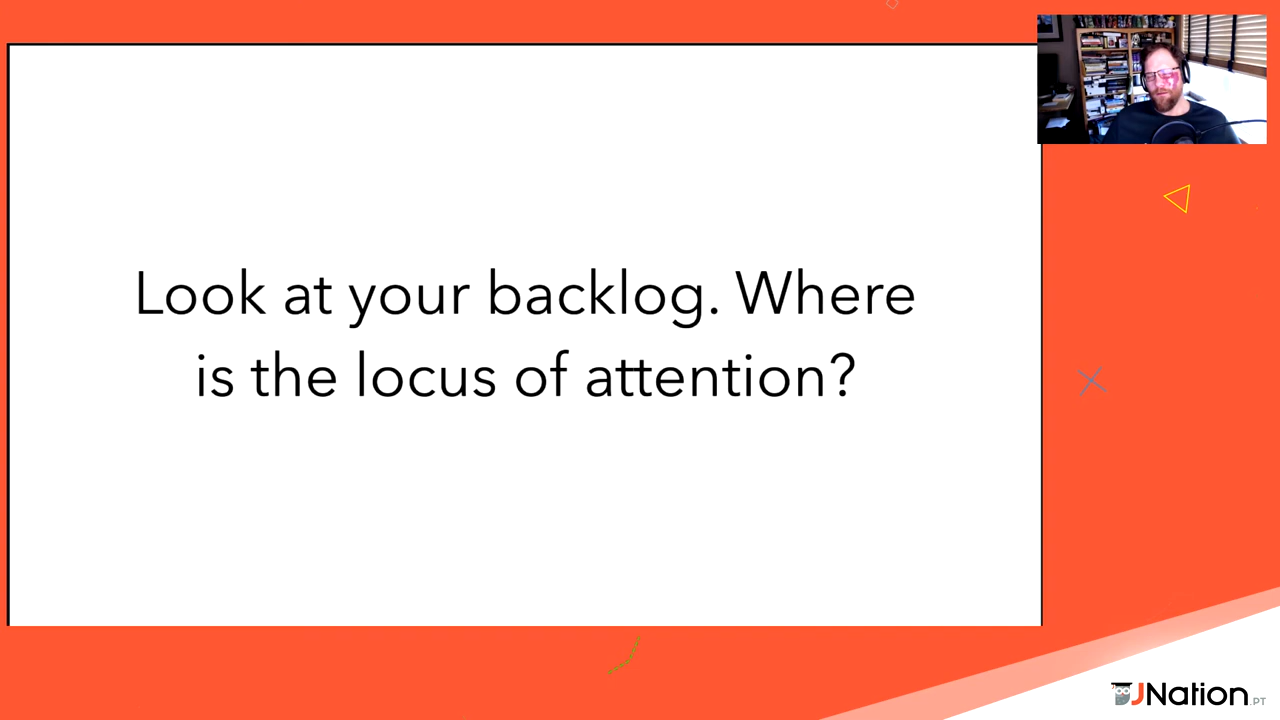 Look at your backlog. Where
is the locus of attention?
JNation.PT